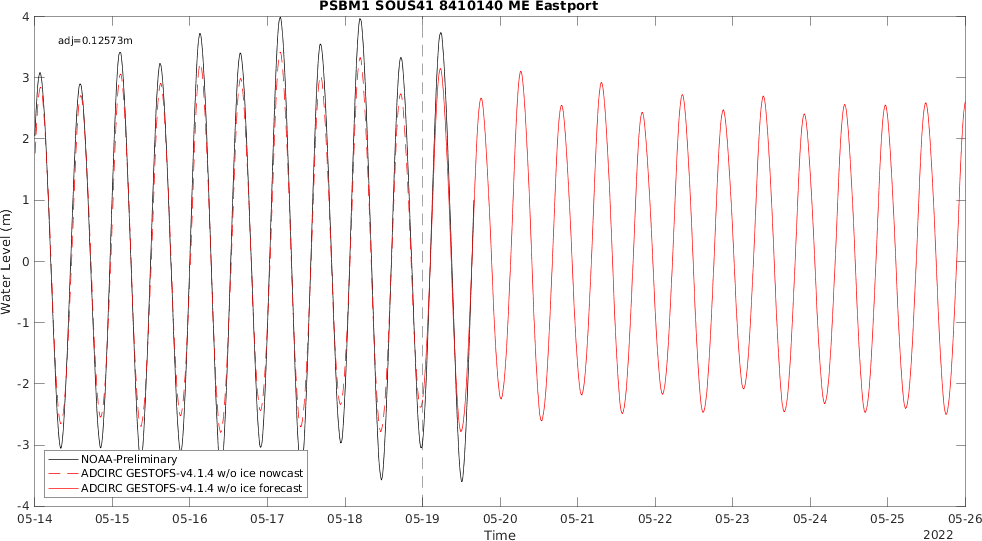 PSBM1 SOUS41 8410140 ME Eastport
adj=0.12573m
4
3
2
1
0
-1
-2
-3
-4
Water Level (m)
NOAA-Preliminary
ADCIRC GESTOFS-v4.1.4 w/o ice nowcast
ADCIRC GESTOFS-v4.1.4 w/o ice forecast
05-14 05-15 05-16 05-17 05-18 05-19 05-20 05-21 05-22 05-23 05-24 05-25 05-26
Time
2022